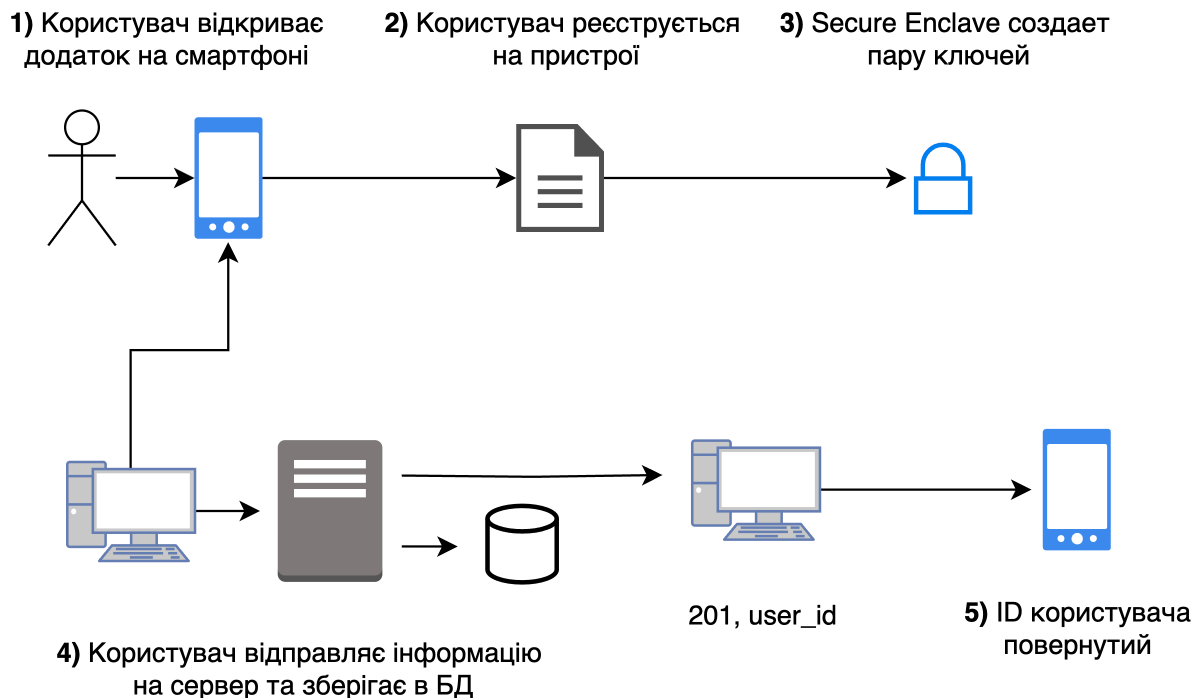 1) Користувач відкриває
додаток на смартфоні
2) Користувач реєструється
на пристрої
3) Secure Enclave создает
пару ключей
4) Користувач відправляє інформацію
на сервер та зберігає в БД
201, user_id
5) ID користувача
повернутий